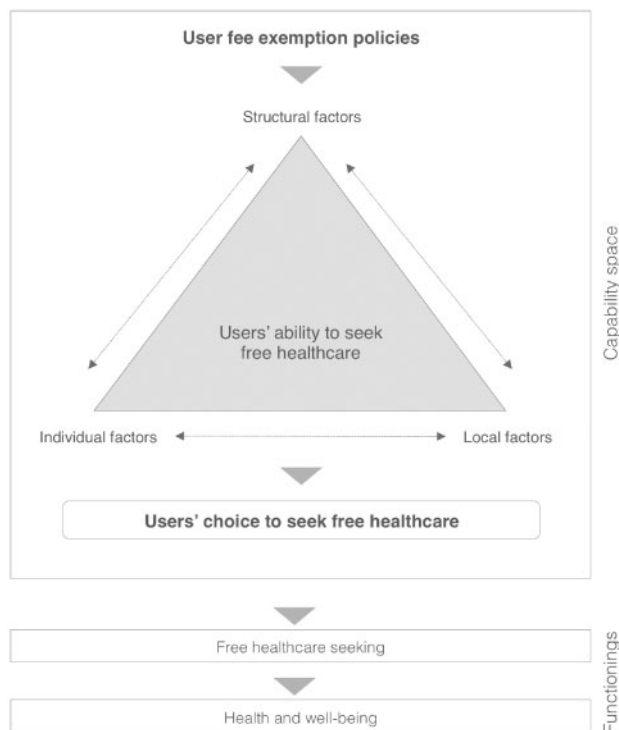 User fee exemption policies
Structural factors
Capability space
Users' ability to seek
free healthcare
Individual factors
Local factors
Users' choice to seek free healthcare
Free healthcare seeking
Functionings
Health and well-being